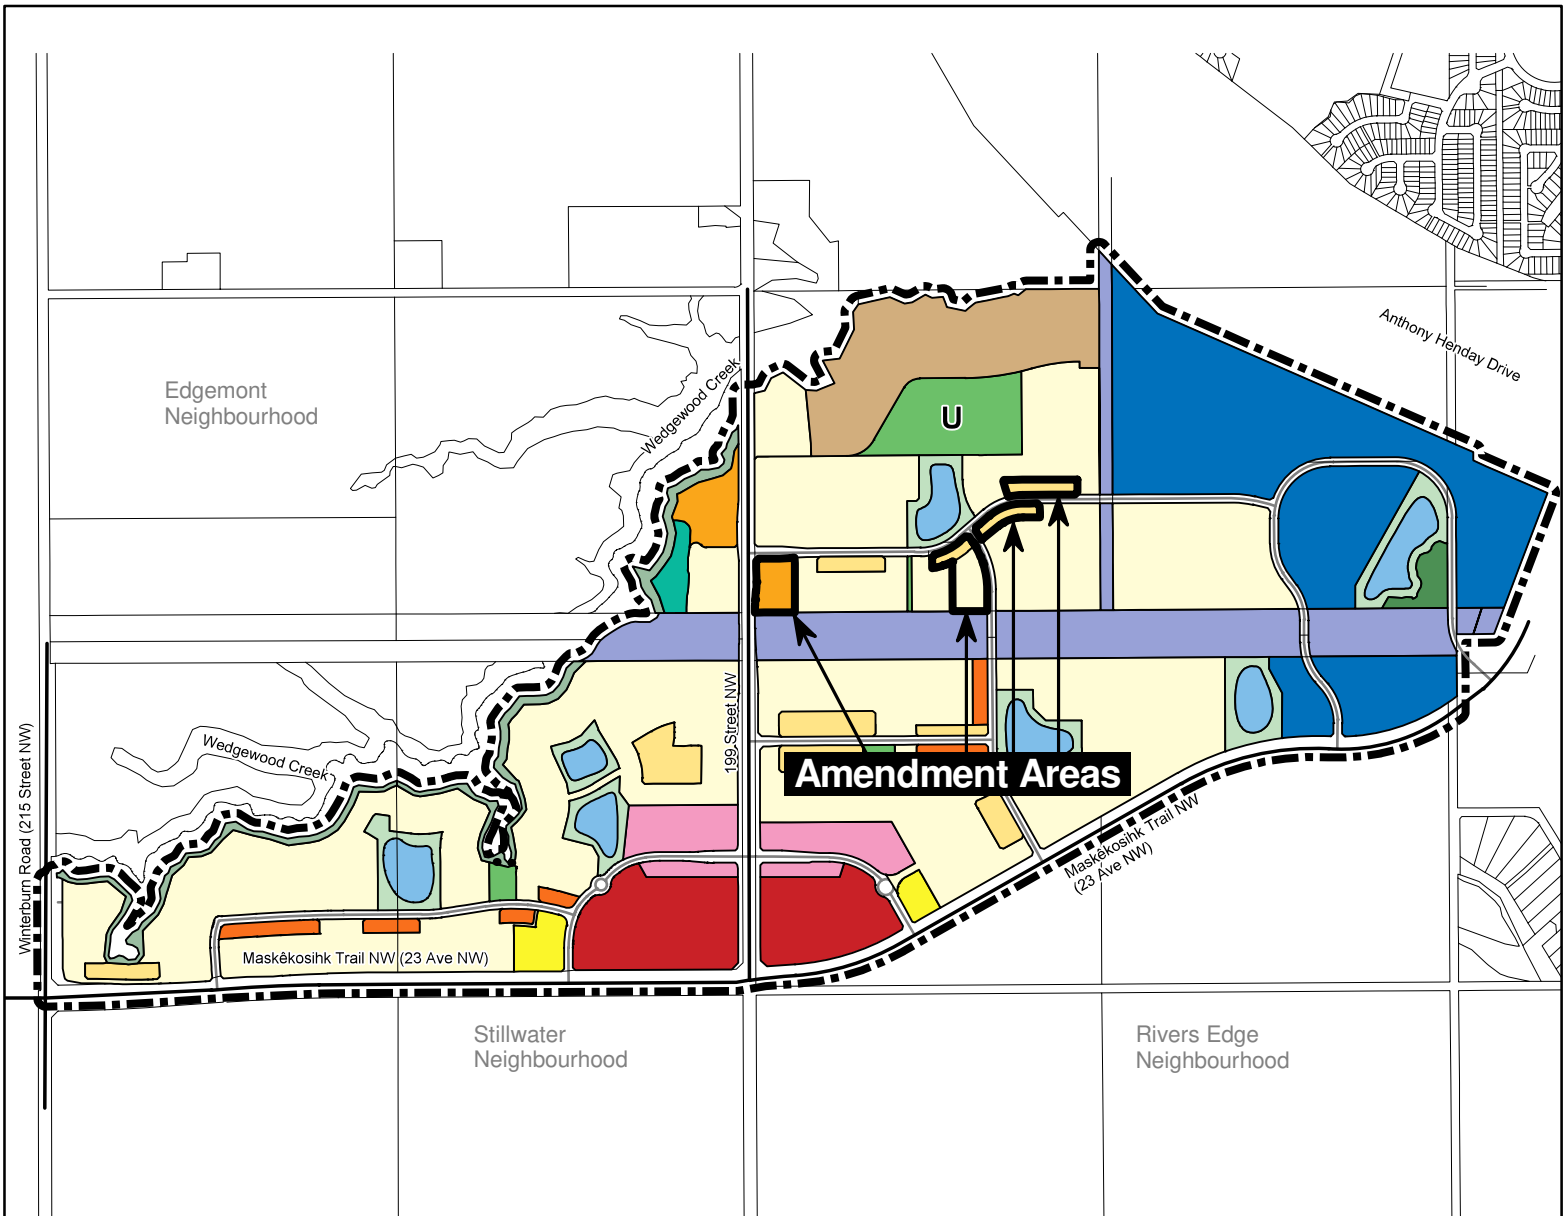 Anthony Henday Drive
Edgemont
Neighbourhood
Wedgewood Creek
U
199 Street NW
Wedgewood Creek
Amendment Areas
Winterburn Road (215 Street NW)
Maskêkosihk Trail NW
(23 Ave NW)
Maskêkosihk Trail NW (23 Ave NW)
Stillwater
Neighbourhood
Rivers Edge
Neighbourhood